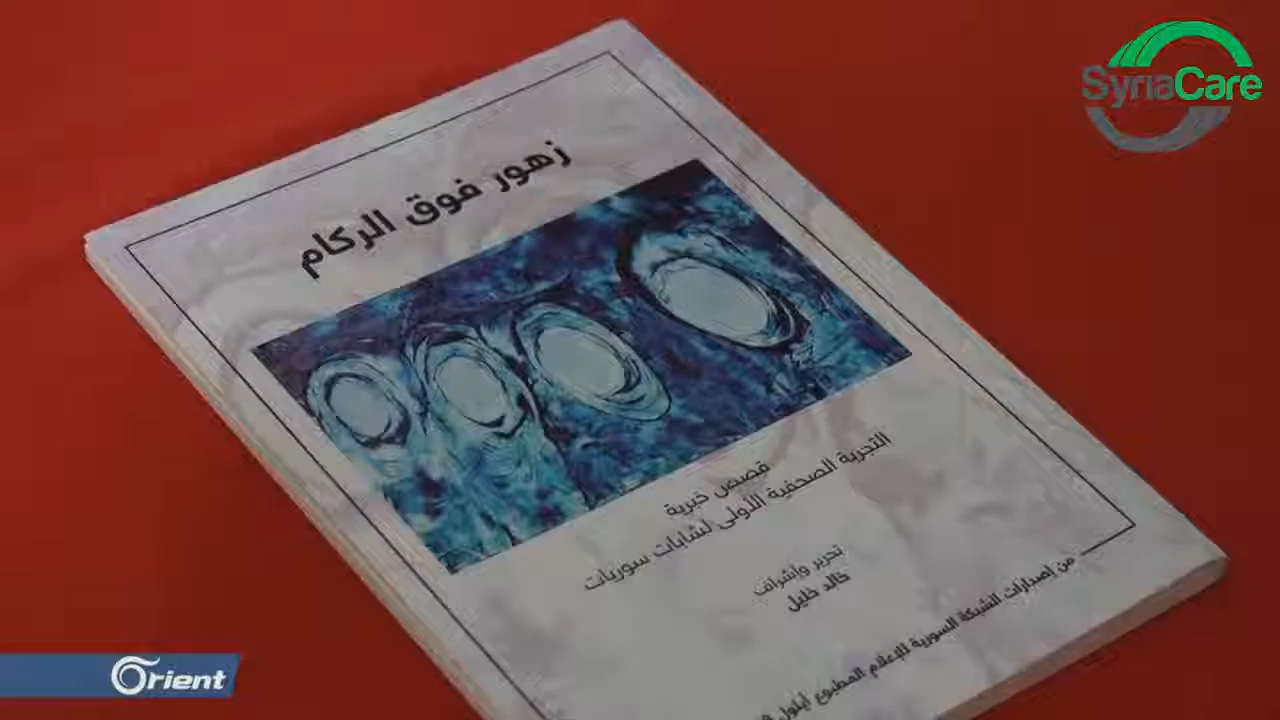 SyriaCare
زهور فوق الركام
قصص خبرية
التجربة الصحفية الأولى لشابات سوريات
تحرير وإشراف
خالد خليل
من إصدارات الشبكة السورية للإعلام المطبوع أيلول
Orient